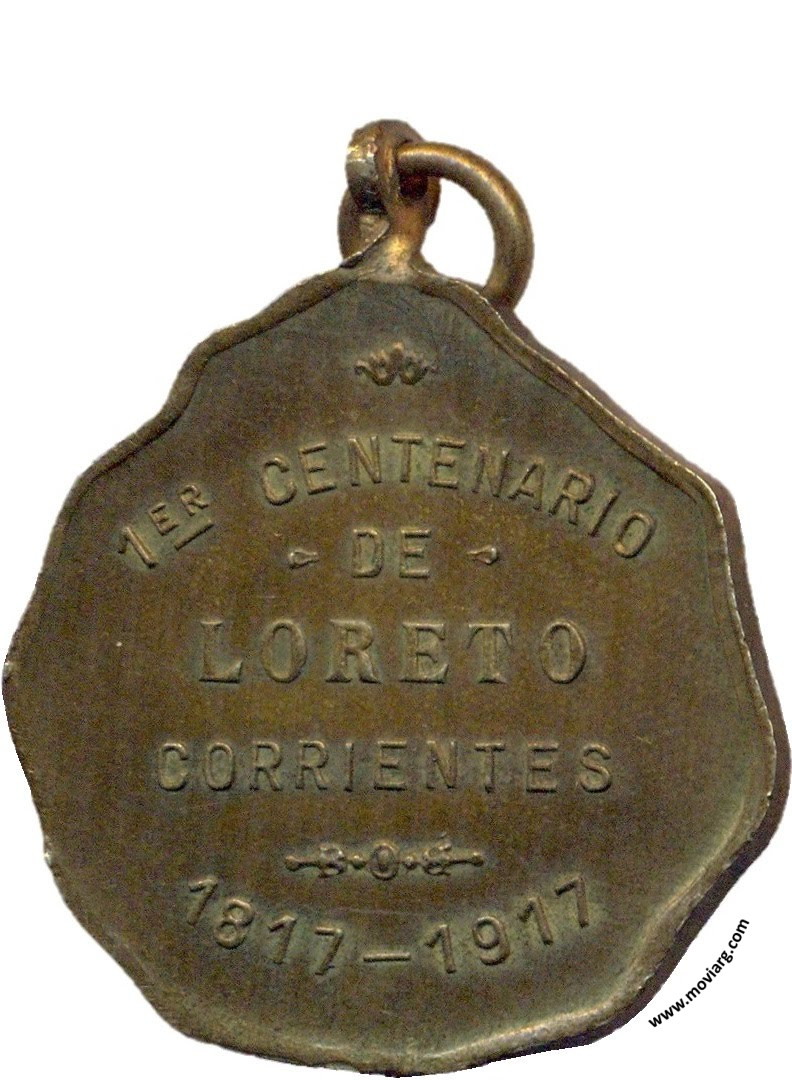 1ER CENTENARIO
DE
LORETO
CORRIENTES
1817-1917
www.moviarg.com